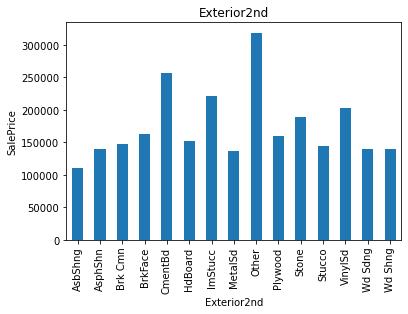 Exterior2nd
300000
250000
200000
150000
100000
50000
0
SalePrice
AsbShng
AsphShn
Brk Cmn
BrkFace
CmentBd
HdBoard
ImStucc
MetalSd
Other
Plywood
Stone
Stucco
VinylSd
Wd Sdng
Wd Shng
Exterior2nd